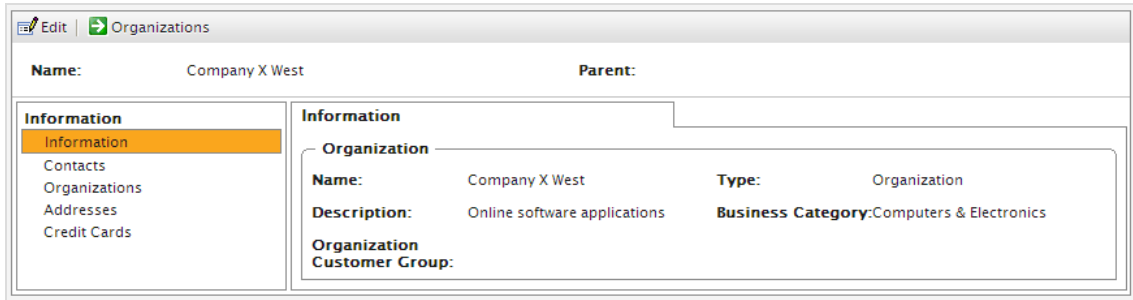 Edit | Organizations
Name: Company X West Parent:
Information
Information
Contacts
Organizations
Addresses
Credit Cards
Information
Organization
Name: Company X West Type: Organization
Description: Online software applications Business Category:Computers & Electronics
Organization
Customer Group: